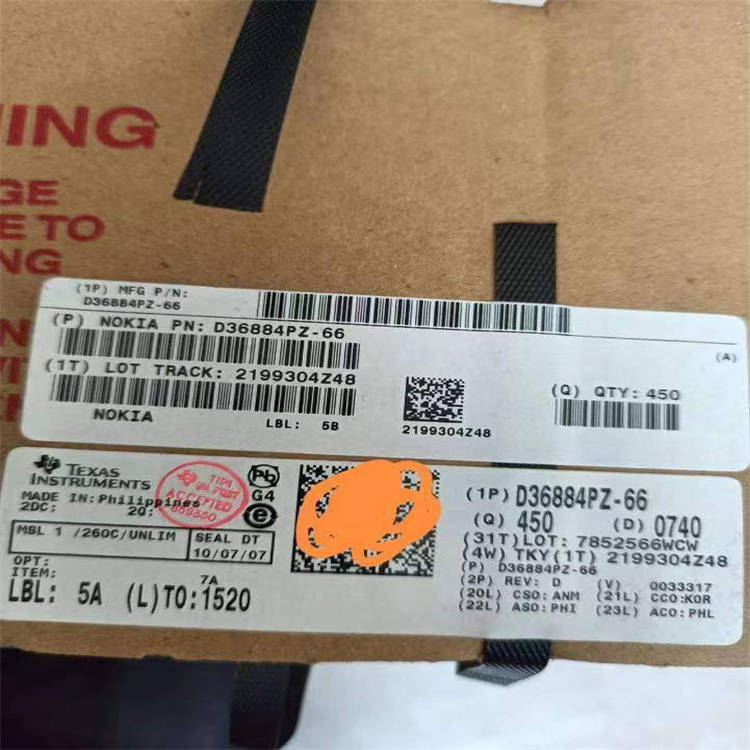 NING
GE
E TO
NG
(1P) MFG P/N:
D36884PZ-66
(P) NOKIA PN: D36884PZ-66
(A)
(1T) LOT TRACK: 2199304Z48
(Q) QTY: 450
NOKIA
LBL: 5B
2199304Z48
TEXAS
INSTRUMENTS
MADE IN: Philippines
2DC: 2Q:
ACCEPTED
Pb
G4
e
MSL 1 /260C/UNLIM
SEAL DT
10/07/07
OPT:
ITEM:
7A
LBL: 5A (L)TO:1520
(1P) D36884PZ-66
(Q) 450 (D) 0740
(31T)LOT: 7852566WCW
(4W) TKY(1T) 2199304Z48
(P) D36884PZ-66
(2P) REV: D (V) 0033317
(20L) CSO: ANM (21L) CCO:KOR
(22L) ASO: PHI (23L) ACO: PHL